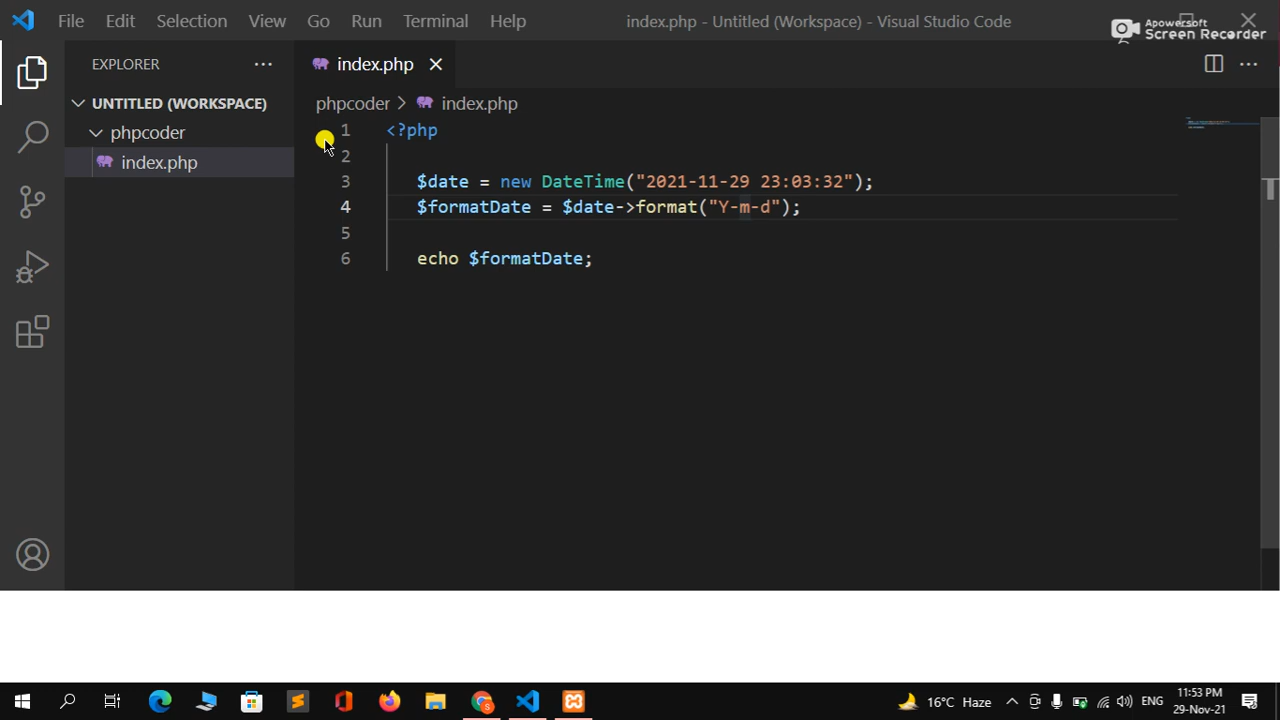 File Edit Selection View Go Run Terminal Help index.php - Untitled (Workspace) - Visual Studio Code
Apowersoft
Screen Recorder
EXPLORER
index.php
UNTITLED (WORKSPACE)
phpcoder
index.php
phpcoder > index.php
1 <?php
2
3 $date = new DateTime("2021-11-29 23:03:32");
4 $formatDate = $date->format("Y-m-d");
5
6 echo $formatDate;
16°C Haze
ENG
11:53 PM
29-Nov-21